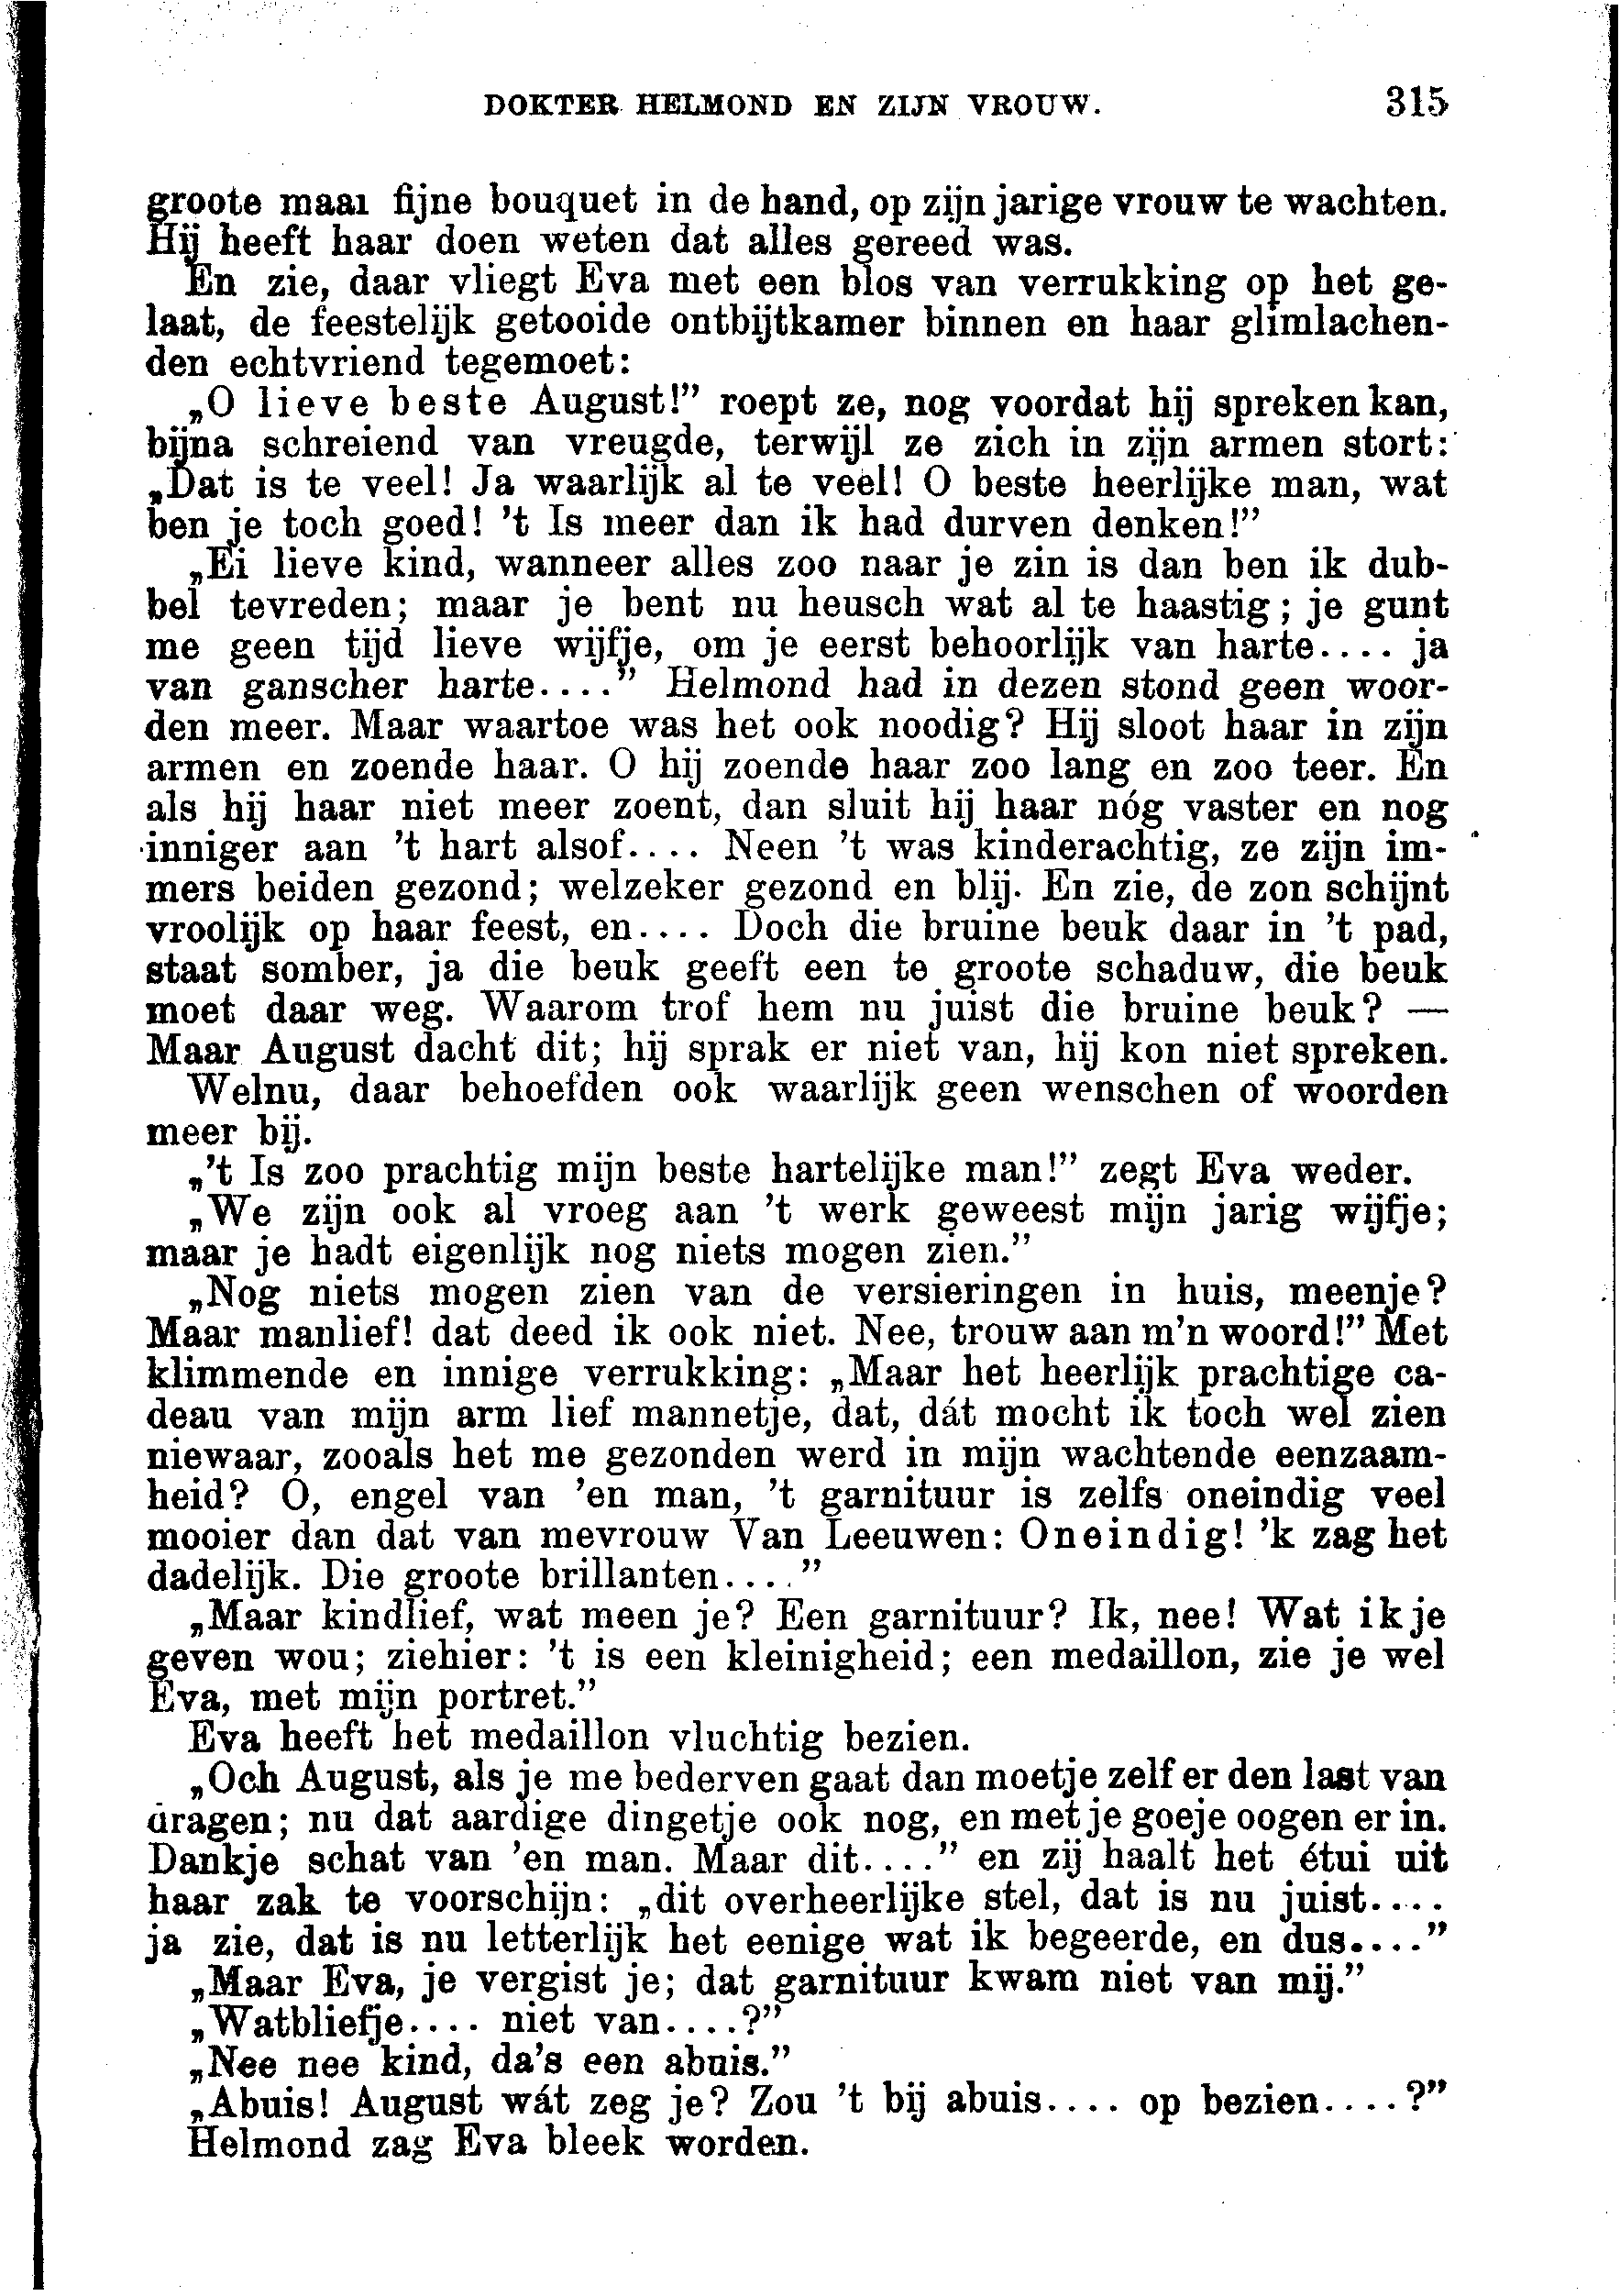 DOKTER HELMOND EN ZIJN VROUW. 315
groote maar fijne bouquet in de hand, op zijn jarige vrouw te wachten.
Hij heeft haar doen weten dat alles gereed was.
En zie, daar vliegt Eva met een blos van verrukking op het ge-
laat, de feestelijk getooide ontbijtkamer binnen en haar glimlachen-
den echtvriend tegemoet:
„O lieve beste August!” roept ze, nog voordat hij spreken kan,
bijna schreiend van vreugde, terwijl ze zich in zijn armen stort:
„Dat is te veel! Ja waarlijk al te veel! O beste heerlijke man, wat
ben je toch goed! ’t Is meer dan ik had durven denken!”
„Ei lieve kind, wanneer alles zoo naar je zin is dan ben ik dub-
bel tevreden; maar je bent nu heusch wat al te haastig; je gunt
me geen tijd lieve wijfje, om je eerst behoorlijk van harte.... ja
van ganscher harte....” Helmond had in dezen stond geen woor-
den meer. Maar waartoe was het ook noodig? Hij sloot haar in zijn
armen en zoende haar. O hij zoende haar zoo lang en zoo teer. En
als hij haar niet meer zoent, dan sluit hij haar nóg vaster en nog
inniger aan ’t hart alsof.... Neen ’t was kinderachtig, ze zijn im-
mers beiden gezond; welzeker gezond en blij. En zie, de zon schijnt
vroolijk op haar feest, en.... Doch die bruine beuk daar in ’t pad,
staat somber, ja die beuk geeft een te groote schaduw, die beuk
moet daar weg. Waarom trof hem nu juist die bruine beuk? —
Maar August dacht dit; hij sprak er niet van, hij kon niet spreken.
Welnu, daar behoefden ook waarlijk geen wenschen of woorden
meer bij.
„’t Is zoo prachtig mijn beste hartelijke man!” zegt Eva weder.
„We zijn ook al vroeg aan ’t werk geweest mijn jarig wijfje;
maar je hadt eigenlijk nog niets mogen zien.”
„Nog niets mogen zien van de versieringen in huis, meenje?
Maar manlief! dat deed ik ook niet. Nee, trouw aan m’n woord!” Met
klimmende en innige verrukking: „Maar het heerlijk prachtige ca-
deau van mijn arm lief mannetje, dat, dát mocht ik toch wel zien
niewaar, zooals het me gezonden werd in mijn wachtende eenzaam-
heid? O, engel van ’en man, ’t garnituur is zelfs oneindig veel
mooier dan dat van mevrouw Van Leeuwen: Oneindig! ’k zag het
dadelijk. Die groote brillanten....”
„Maar kindlief, wat meen je? Een garnituur? Ik, nee! Wat ik je
geven wou; ziehier: ’t is een kleinigheid; een medaillon, zie je wel
Eva, met mijn portret.”
Eva heeft het medaillon vluchtig bezien.
„Och August, als je me bederven gaat dan moetje zelf er den last van
dragen; nu dat aardige dingetje ook nog, en met je goeje oogen er in.
Dankje schat van ’en man. Maar dit....” en zij haalt het étui uit
haar zak te voorschijn: „dit overheerlijke stel, dat is nu juist....
ja zie, dat is nu letterlijk het eenige wat ik begeerde, en dus....”
„Maar Eva, je vergist je; dat garnituur kwam niet van mij.”
„Watbliefje.... niet van....?”
„Nee nee kind, da’s een abuis.”
„Abuis! August wát zeg je? Zou ’t bij abuis.... op bezien....?”
Helmond zag Eva bleek worden.